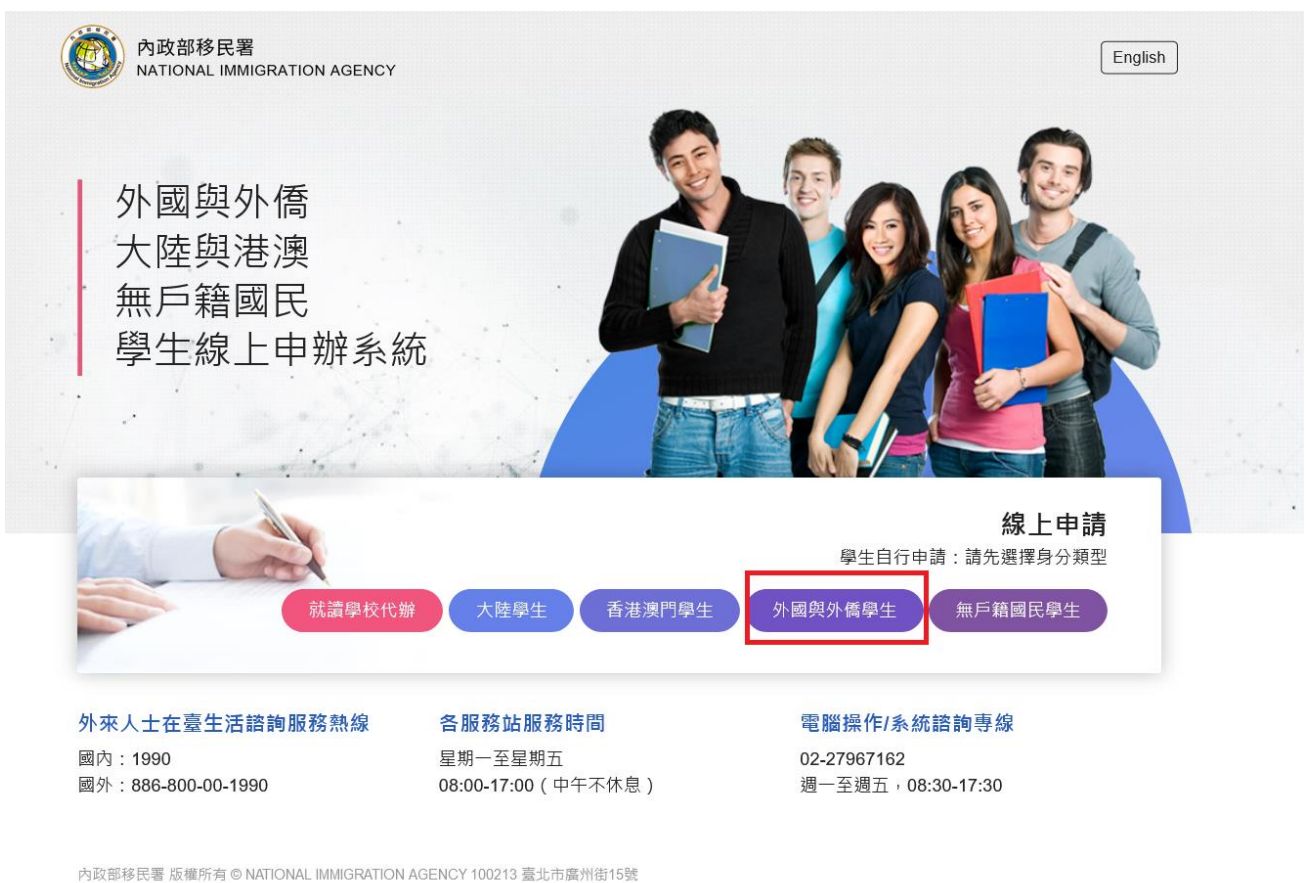 內政部移民署
NATIONAL IMMIGRATION AGENCY
English
外國與外僑
大陸與港澳
無戶籍國民
學生線上申辦系統
線上申請
學生自行申請：請先選擇身分類型
就讀學校代辦
大陸學生
香港澳門學生
外國與外僑學生
無戶籍國民學生
外來人士在臺生活諮詢服務熱線
國內：1990
國外：886-800-00-1990
各服務站服務時間
星期一至星期五
08:00-17:00（中午不休息）
電腦操作/系統諮詢專線
02-27967162
週一至週五，08:30-17:30
內政部移民署 版權所有 © NATIONAL IMMIGRATION AGENCY 100213 臺北市廣州街15號